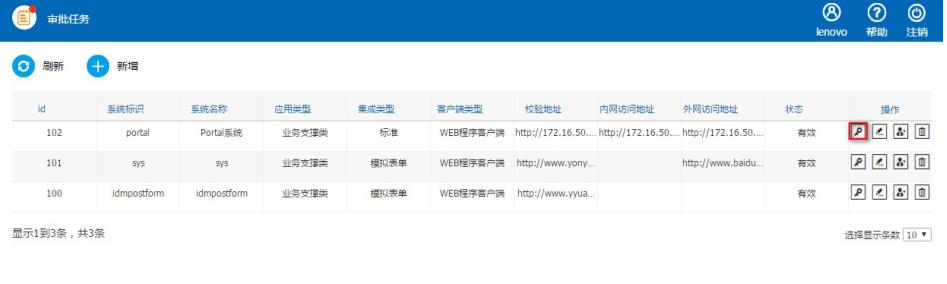 审批任务
lenovo 帮助 注销
刷新 新增
id 系统标识 系统名称 应用类型 集成类型 客户端类型 校验地址 内网访问地址 外网访问地址 状态 操作
102 portal Portal系统 业务支撑类 标准 WEB程序客户端 http://172.16.50.... http://172.16.50... http://172.16.50.... 有效
101 sys sys 业务支撑类 模拟表单 WEB程序客户端 http://www.yony... http://www.baidu... 有效
100 idmpostform idmpostform 业务支撑类 模拟表单 WEB程序客户端 http://www.yyua... 有效
显示1到3条，共3条
选择显示条数 10